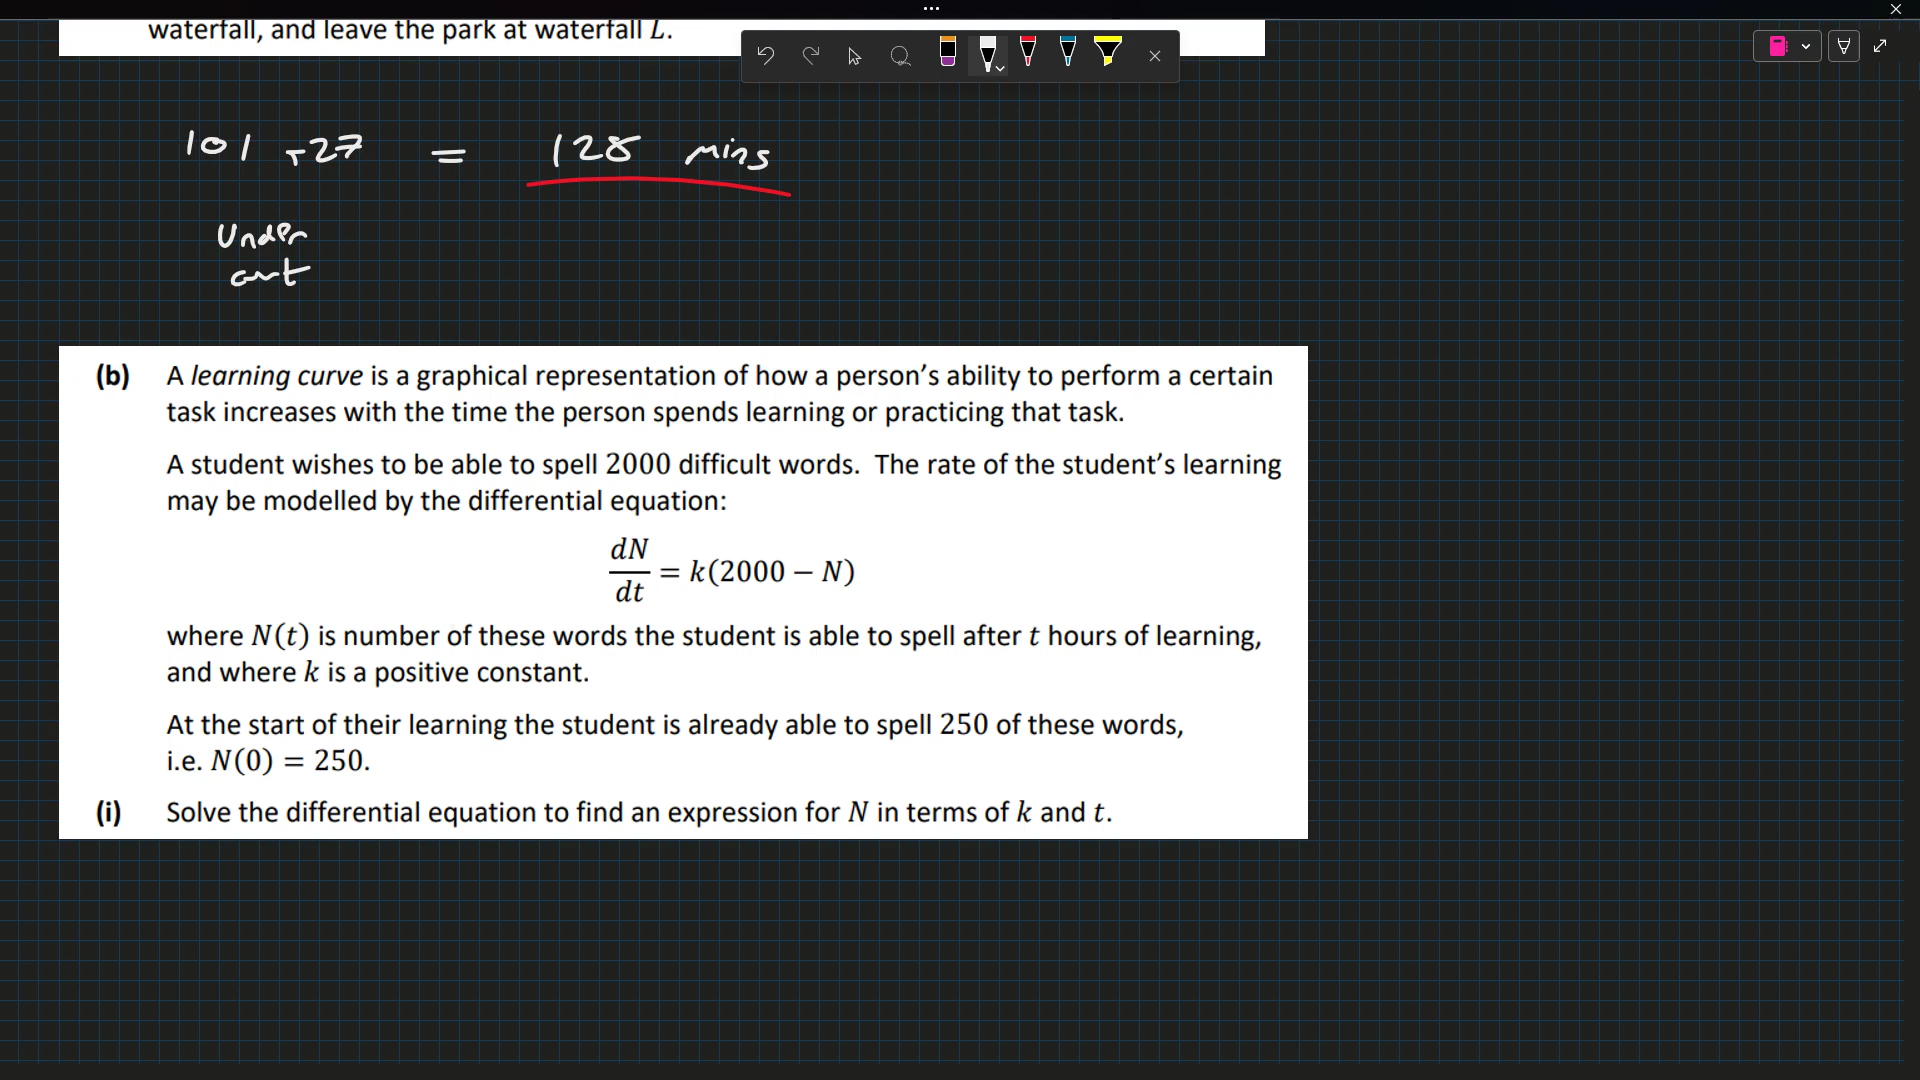 waterfall, and leave the park at waterfall L.
101 +27 = 128 mins
Under
(b) A learning curve is a graphical representation of how a person's ability to perform a certain
task increases with the time the person spends learning or practicing that task.
A student wishes to be able to spell 2000 difficult words. The rate of the student's learning
may be modelled by the differential equation:
dN/dt = k(2000 − N)
where N(t) is number of these words the student is able to spell after t hours of learning,
and where k is a positive constant.
At the start of their learning the student is already able to spell 250 of these words,
i.e. N(0) = 250.
(i) Solve the differential equation to find an expression for N in terms of k and t.